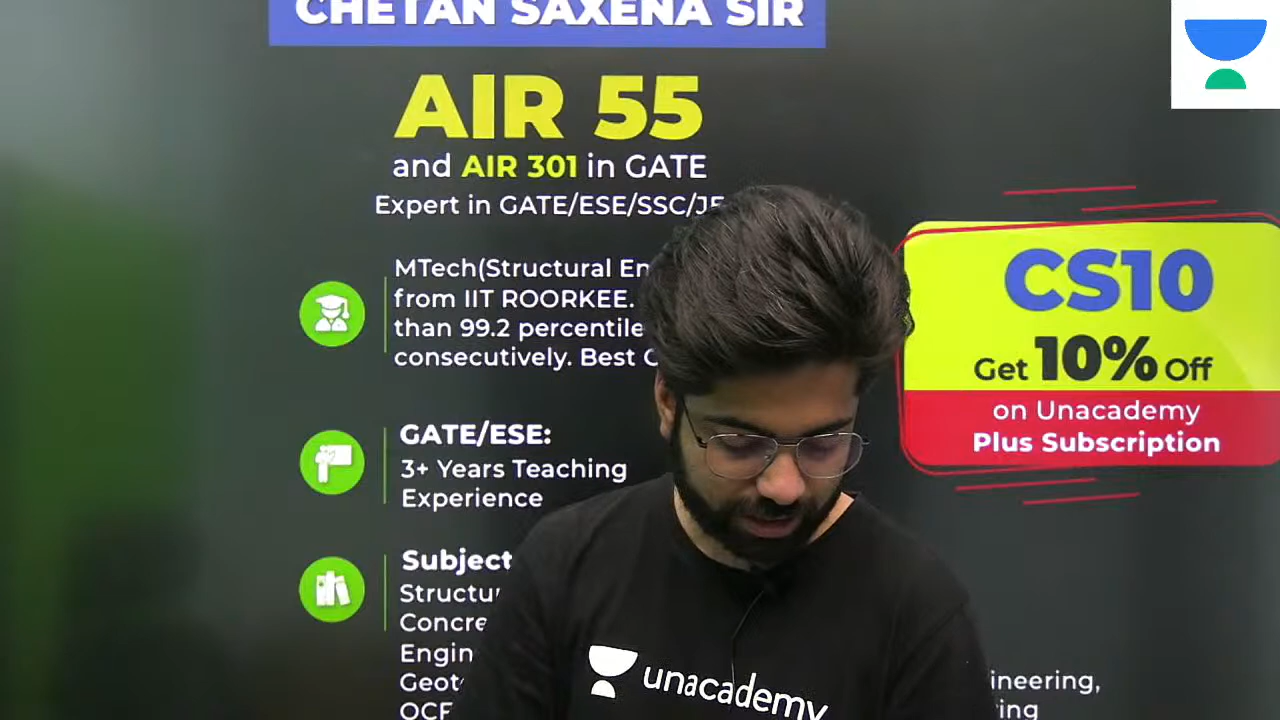 CHETAN SAXENA SIR
AIR 55
and AIR 301 in GATE
Expert in GATE/ESE/SSC/JE
MTech(Structural En
from IIT ROORKEE.
than 99.2 percentile
consecutively. Best
GATE/ESE:
3+ Years Teaching
Experience
Subject
Structur
Concre
Engin
Geot
OCF
ineering,
ring
CS10
Get 10% Off
on Unacademy
Plus Subscription
unacademy